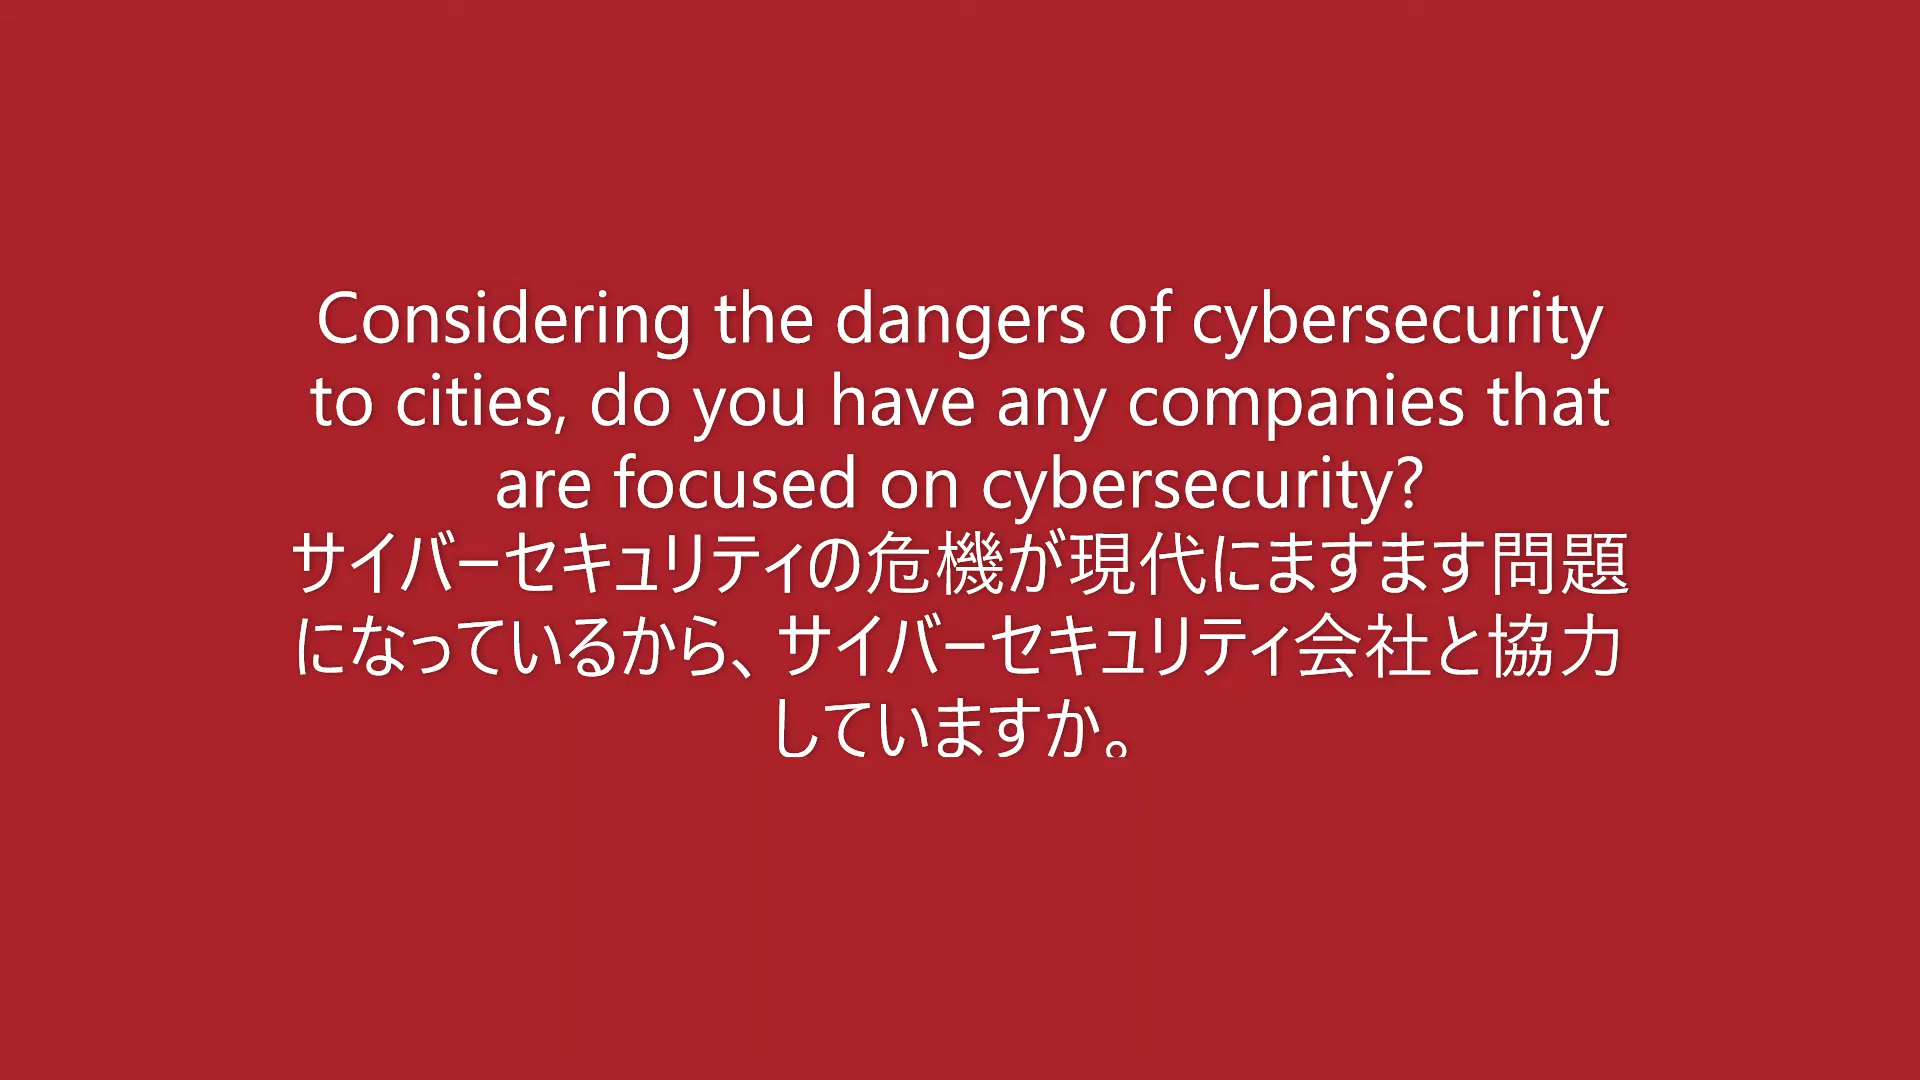 Considering the dangers of cybersecurity
to cities, do you have any companies that
are focused on cybersecurity?
サイバーセキュリティの危機が現代にますます問題
になっているから、サイバーセキュリティ会社と協力
していますか。